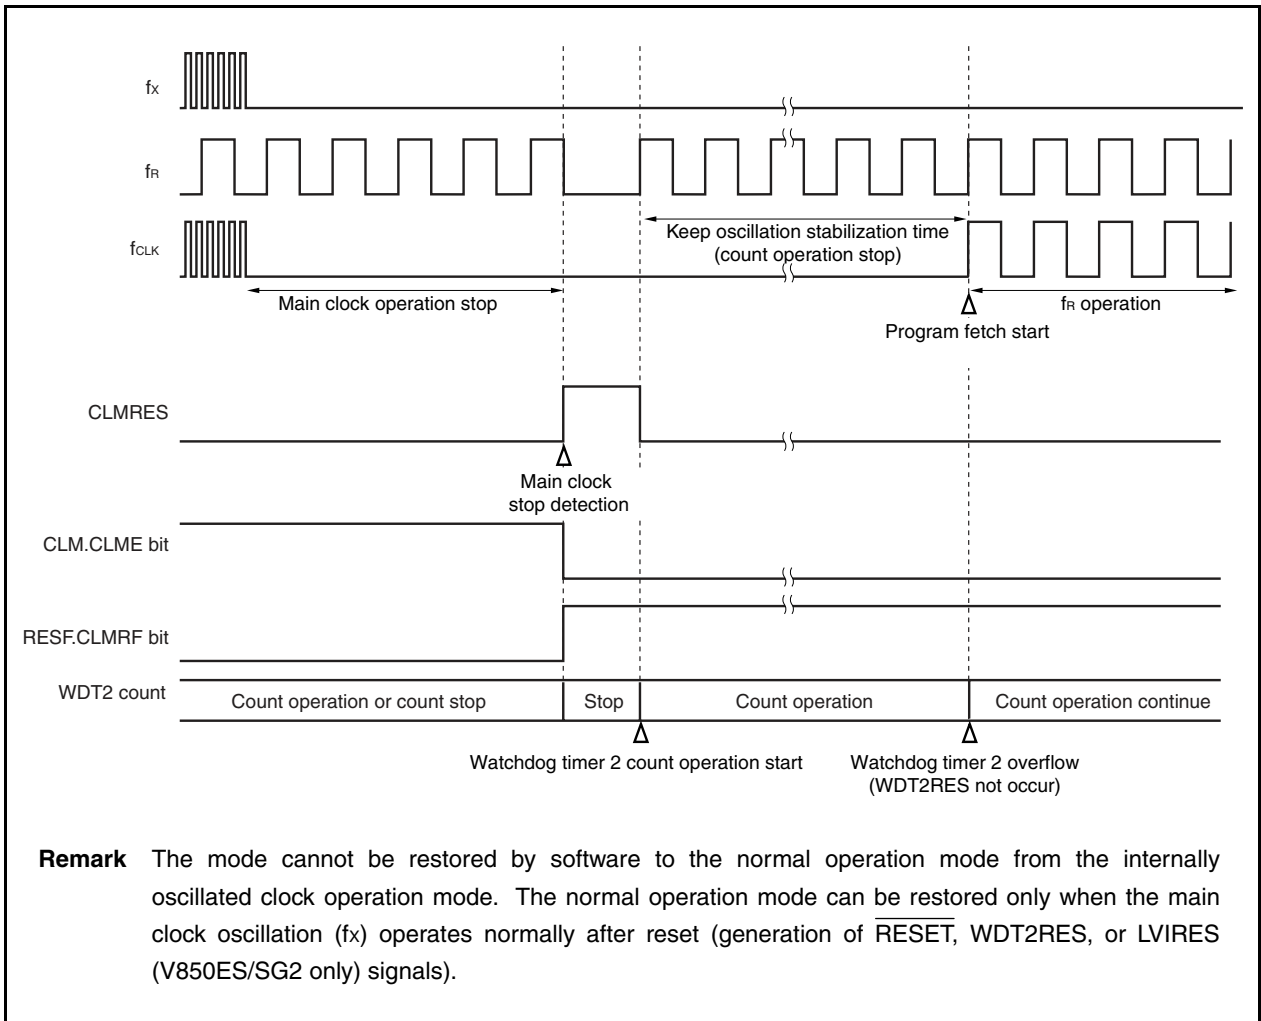 fX
fR
Keep oscillation stabilization time
(count operation stop)
fCLK
Main clock operation stop
fR operation
Program fetch start
CLMRES
Main clock
stop detection
CLM.CLME bit
RESF.CLMRF bit
WDT2 count
Count operation or count stop
Stop
Count operation
Count operation continue
Watchdog timer 2 count operation start
Watchdog timer 2 overflow
(WDT2RES not occur)
Remark The mode cannot be restored by software to the normal operation mode from the internally
oscillated clock operation mode. The normal operation mode can be restored only when the main
clock oscillation (fX) operates normally after reset (generation of RESET, WDT2RES, or LVIRES
(V850ES/SG2 only) signals).